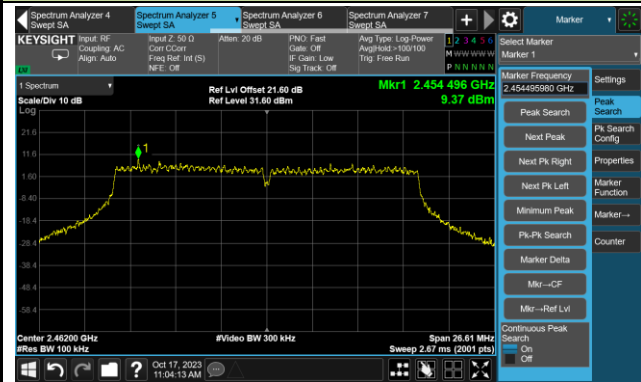 Spectrum Analyzer 4
Swept SA
Spectrum Analyzer 5
Swept SA
Spectrum Analyzer 6
Swept SA
Spectrum Analyzer 7
Swept SA
Marker
KEYSIGHT
Input: RF
Coupling: AC
Align: Auto
Input Z: 50 Ω
Corr CCorr
Freq Ref: Int (S)
NFE: Off
Atten: 20 dB
PNO: Fast
Gate: Off
IF Gain: Low
Sig Track: Off
Avg Type: Log-Power
Avg|Hold:>100/100
Trig: Free Run
1 2 3 4 5 6
M W W W W W
P N N N N N
Select Marker
Marker 1
1 Spectrum
Scale/Div 10 dB
Log
Ref Lvl Offset 21.60 dB
Ref Level 31.60 dBm
Mkr1 2.454 496 GHz
9.37 dBm
21.6
11.6
1.60
-8.40
-18.4
-28.4
-38.4
-48.4
-58.4
1
Center 2.46200 GHz
#Res BW 100 kHz
#Video BW 300 kHz
Span 26.61 MHz
Sweep 2.67 ms (2001 pts)
Marker Frequency
2.454495980 GHz
Peak Search
Next Peak
Next Pk Right
Next Pk Left
Minimum Peak
Pk-Pk Search
Marker Delta
Mkr→CF
Mkr→Ref Lvl
Continuous Peak
Search
On
Off
Settings
Peak
Search
Pk Search
Config
Properties
Marker
Function
Marker→
Counter
Oct 17, 2023
11:04:13 AM